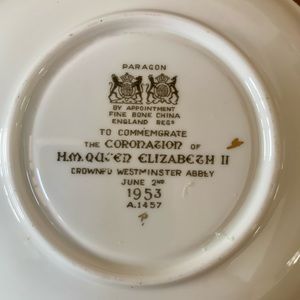 PARAGON
BY APPOINTMENT
FINE BONE CHINA
ENGLAND REGD
TO COMMEMORATE
THE CORONATION OF
H.M. QUEEN ELIZABETH II
CROWNED WESTMINSTER ABBEY
JUNE 2ND
1953
A.1457